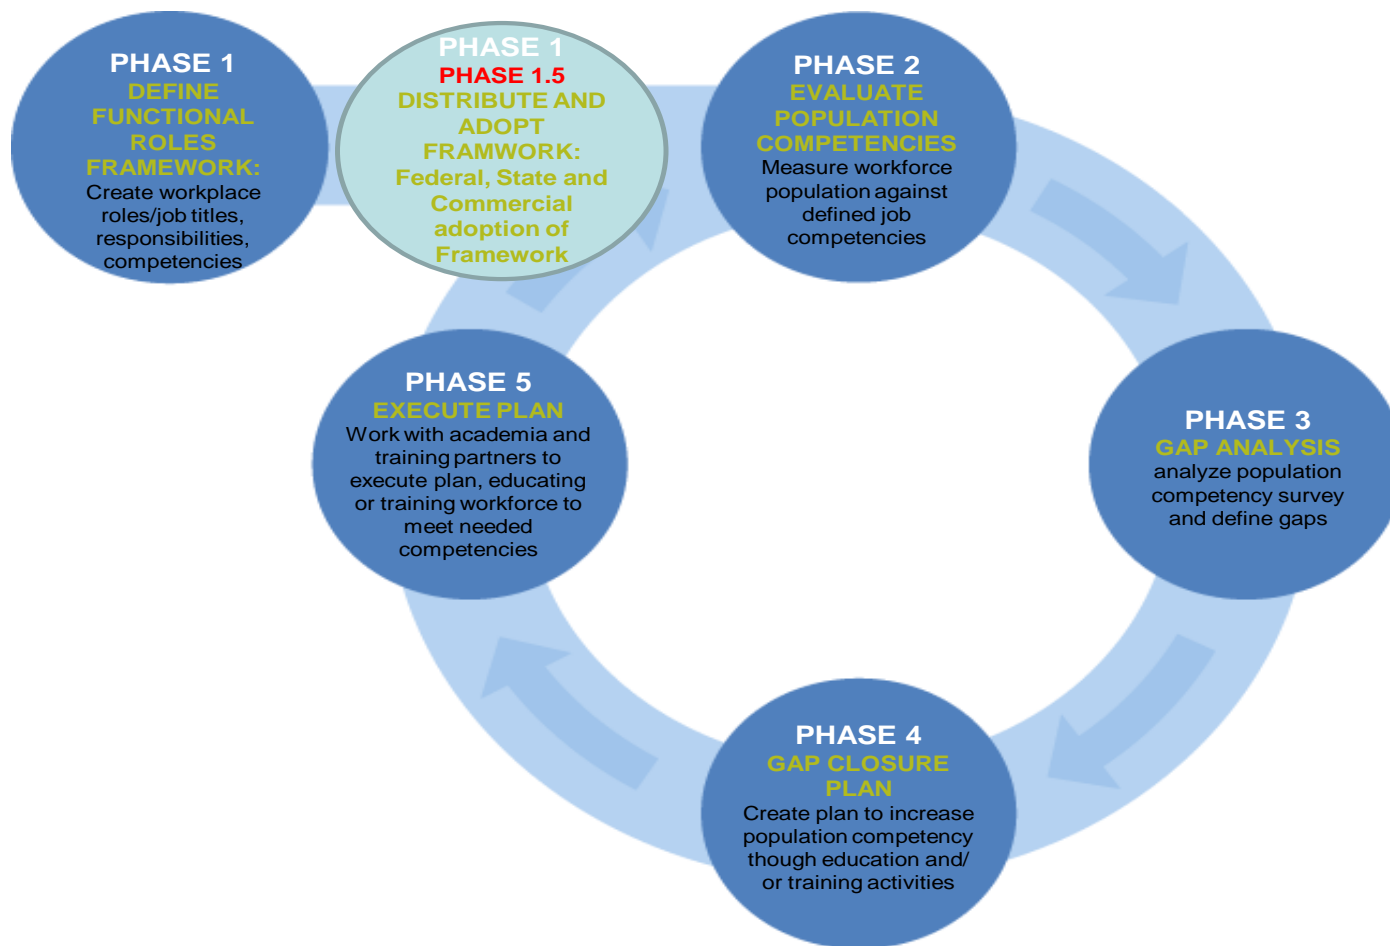 PHASE 1
DEFINE
FUNCTIONAL
ROLES
FRAMEWORK:
Create workplace
roles/job titles,
responsibilities,
competencies
PHASE 1
PHASE 1.5
DISTRIBUTE AND
ADOPT
FRAMWORK:
Federal, State and
Commercial
adoption of
Framework
PHASE 2
EVALUATE
POPULATION
COMPETENCIES
Measure workforce
population against
defined job
competencies
PHASE 3
GAP ANALYSIS
analyze population
competency survey
and define gaps
PHASE 4
GAP CLOSURE
PLAN
Create plan to increase
population competency
though education and/
or training activities
PHASE 5
EXECUTE PLAN
Work with academia and
training partners to
execute plan, educating
or training workforce to
meet needed
competencies